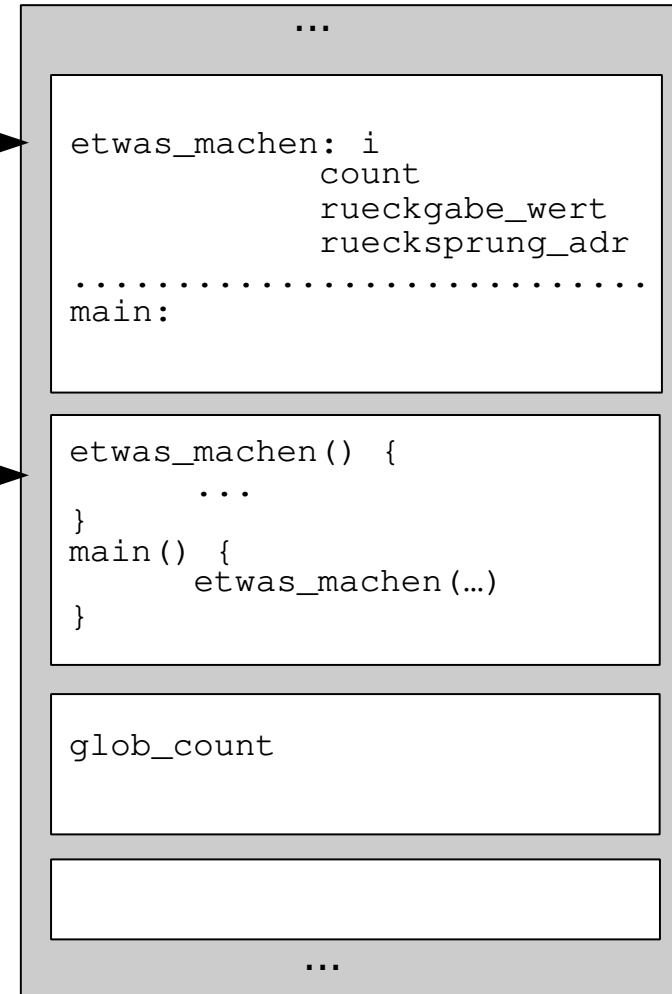 ...
etwas_machen: i
count
rueckgabe_wert
ruecksprung_adr
.............................
main:
etwas_machen() {
...
}
main() {
etwas_machen(…)
}
glob_count
...